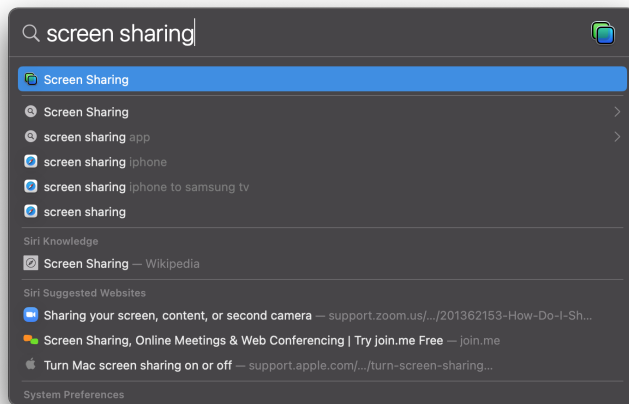 screen sharing
Screen Sharing
Screen Sharing
screen sharing app
screen sharing iphone
screen sharing iphone to samsung tv
screen sharing
Siri Knowledge
Screen Sharing — Wikipedia
Siri Suggested Websites
Sharing your screen, content, or second camera — support.zoom.us/.../201362153-How-Do-I-Sh...
Screen Sharing, Online Meetings & Web Conferencing | Try join.me Free — join.me
Turn Mac screen sharing on or off — support.apple.com/.../turn-screen-sharing...
System Preferences